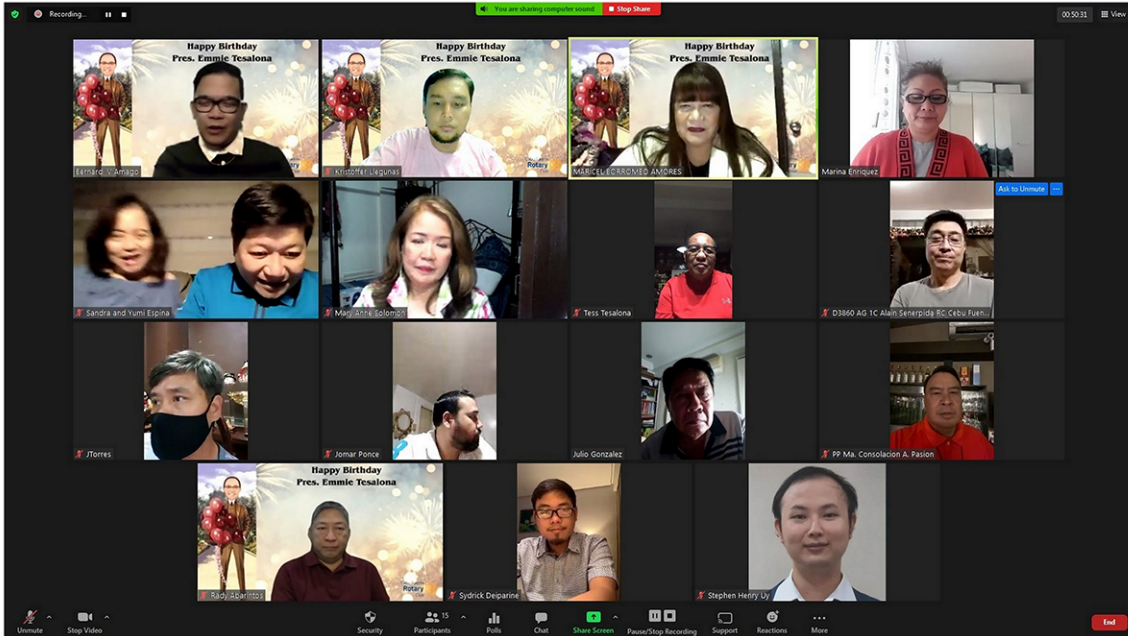 Recording...
You are sharing computer sound
Stop Share
00:50:31
View
Happy Birthday
Pres. Emmie Tesalona
Happy Birthday
Pres. Emmie Tesalona
Happy Birthday
Pres. Emmie Tesalona
Rotary
Bernard. V Amago
Kristoffer Llegunas
MARICEL BORROMEO AMORES
Marina Enriquez
Ask to Unmute
...
Sandra and Yumi Espina
Mary Anne Solomon
Tess Tesalona
D3860 AG 1C Alain Senerpida RC Cebu Fuen...
JTorres
Jomar Ponce
Julio Gonzalez
PP Ma. Consolacion A. Pasion
Happy Birthday
Pres. Emmie Tesalona
Rotary
Rady Abarintos
Sydrick Deiparine
Stephen Henry Uy
Unmute
Stop Video
Security
15
Participants
Polls
Chat
Share Screen
Pause/Stop Recording
Support
Reactions
More
End